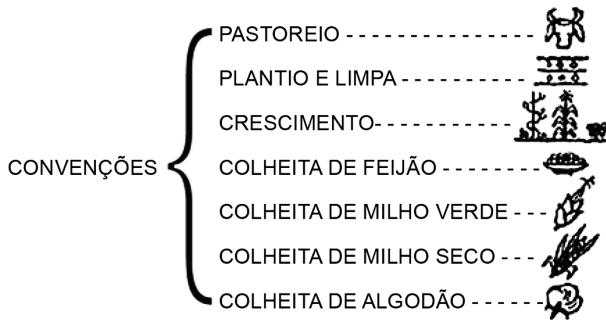 PASTOREIO
PLANTIO E LIMPA
CRESCIMENTO
CONVENÇÕES
COLHEITA DE FEIJÃO
COLHEITA DE MILHO VERDE
COLHEITA DE MILHO SECO
COLHEITA DE ALGODÃO